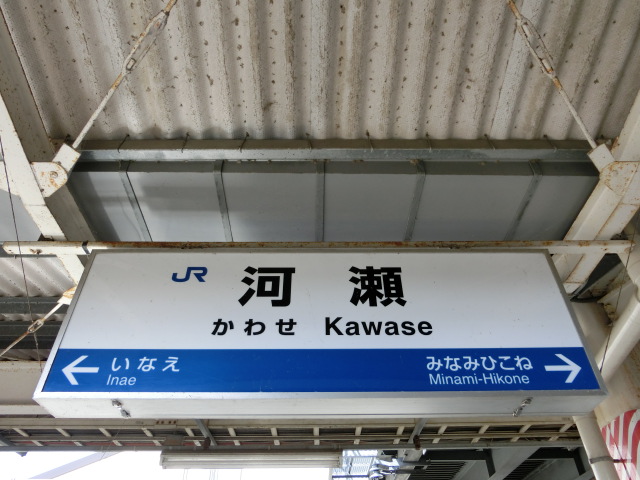 JR 河瀬
かわせ Kawase
← いなえ みなみひこね →
Inae Minami-Hikone